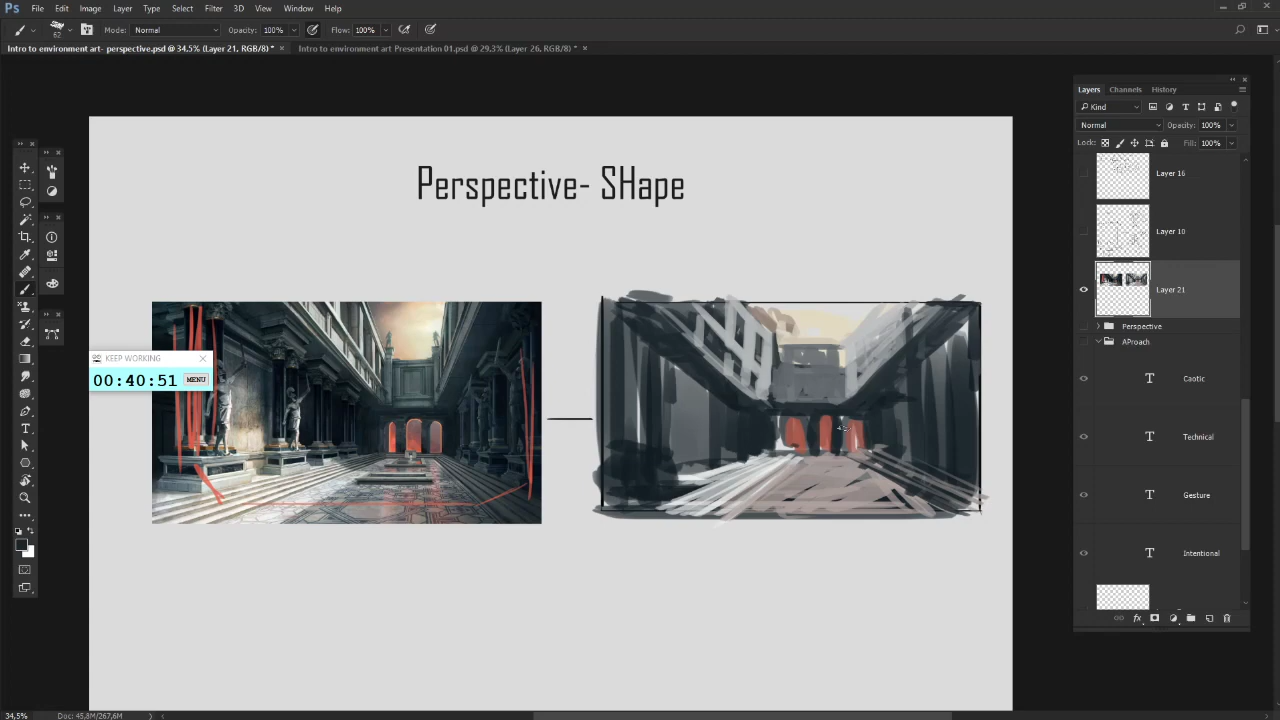 Ps File Edit Image Layer Type Select Filter 3D View Window Help
62 Mode: Normal Opacity: 100% Flow: 100%
Intro to environment art- perspective.psd @ 34,5% (Layer 21, RGB/8) * × Intro to environment art Presentation 01.psd @ 29,3% (Layer 26, RGB/8) * ×
Perspective- SHape
KEEP WORKING
00:40:51 MENU
Layers Channels History
Kind
Normal Opacity: 100%
Lock: Fill: 100%
Layer 16
Layer 10
Layer 21
Perspective
AProach
T Caotic
T Technical
T Gesture
T Intentional
fx
34,5% Doc: 45,8M/267,6M